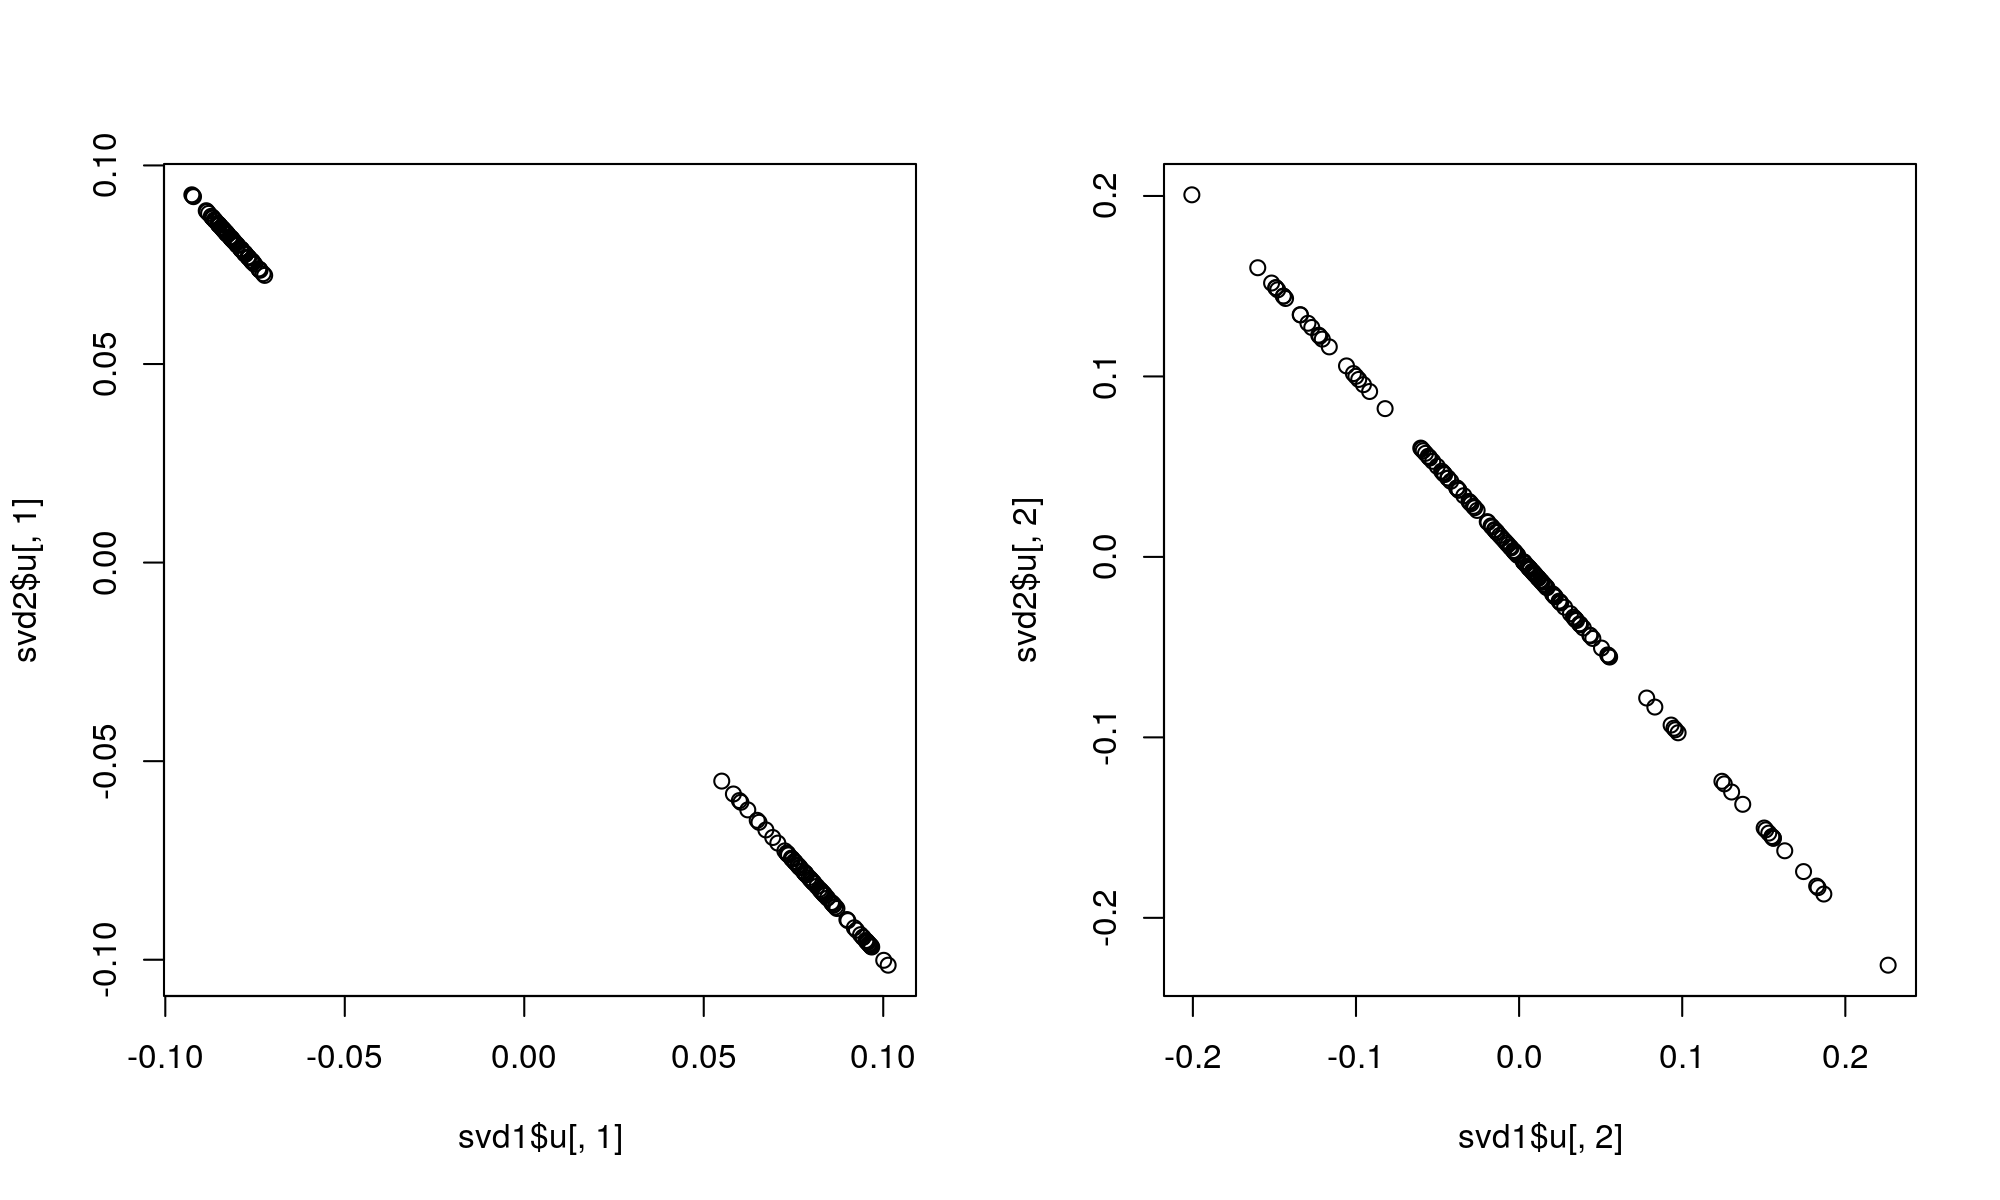 0.10
0.05
0.00
-0.05
-0.10
svd2$u[, 1]
-0.10 -0.05 0.00 0.05 0.10
svd1$u[, 1]
0.2
0.1
0.0
-0.1
-0.2
svd2$u[, 2]
-0.2 -0.1 0.0 0.1 0.2
svd1$u[, 2]